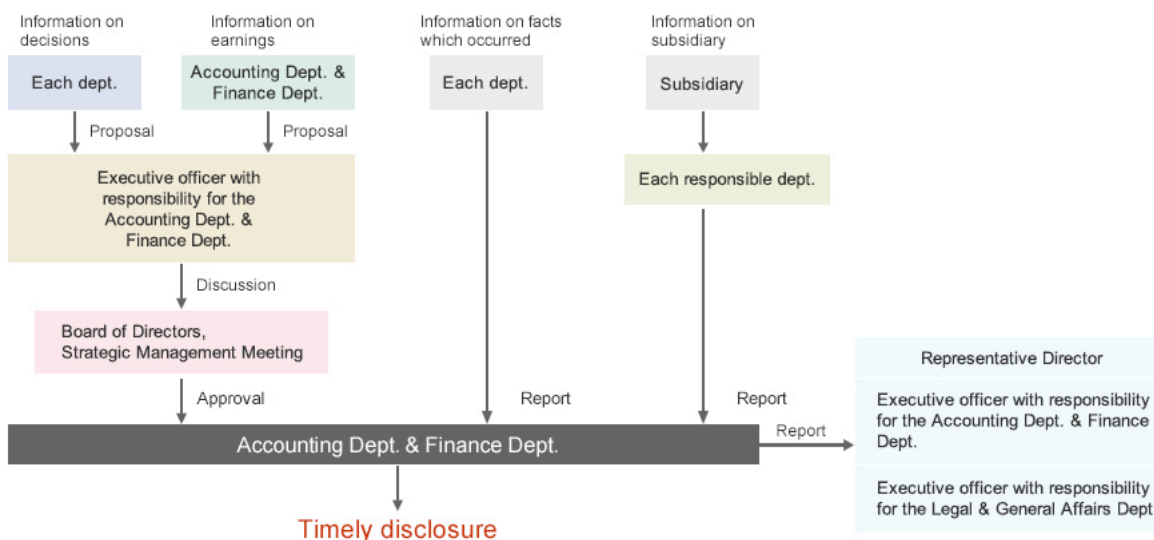 Information on
decisions
Information on
earnings
Information on facts
which occurred
Information on
subsidiary
Each dept.
Accounting Dept. &
Finance Dept.
Each dept.
Subsidiary
Proposal
Proposal
Executive officer with
responsibility for the
Accounting Dept. &
Finance Dept.
Each responsible dept.
Discussion
Board of Directors,
Strategic Management Meeting
Approval
Report
Report
Accounting Dept. & Finance Dept.
Report
Representative Director
Executive officer with responsibility
for the Accounting Dept. & Finance
Dept.
Executive officer with responsibility
for the Legal & General Affairs Dept
Timely disclosure